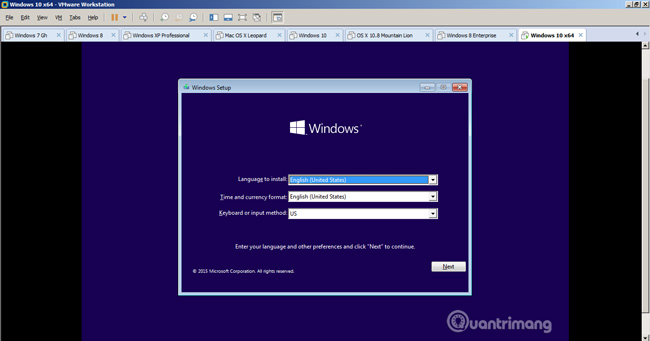 Windows 10 x64 - VMware Workstation
File Edit View VM Tabs Help
Windows 7 Gh Windows 8 Windows XP Professional Mac OS X Leopard Windows 10 OS X 10.8 Mountain Lion Windows 8 Enterprise Windows 10 x64
Windows Setup
Windows
Language to install: English (United States)
Time and currency format: English (United States)
Keyboard or input method: US
Enter your language and other preferences and click "Next" to continue.
© 2015 Microsoft Corporation. All rights reserved.
Next
Quantrimang